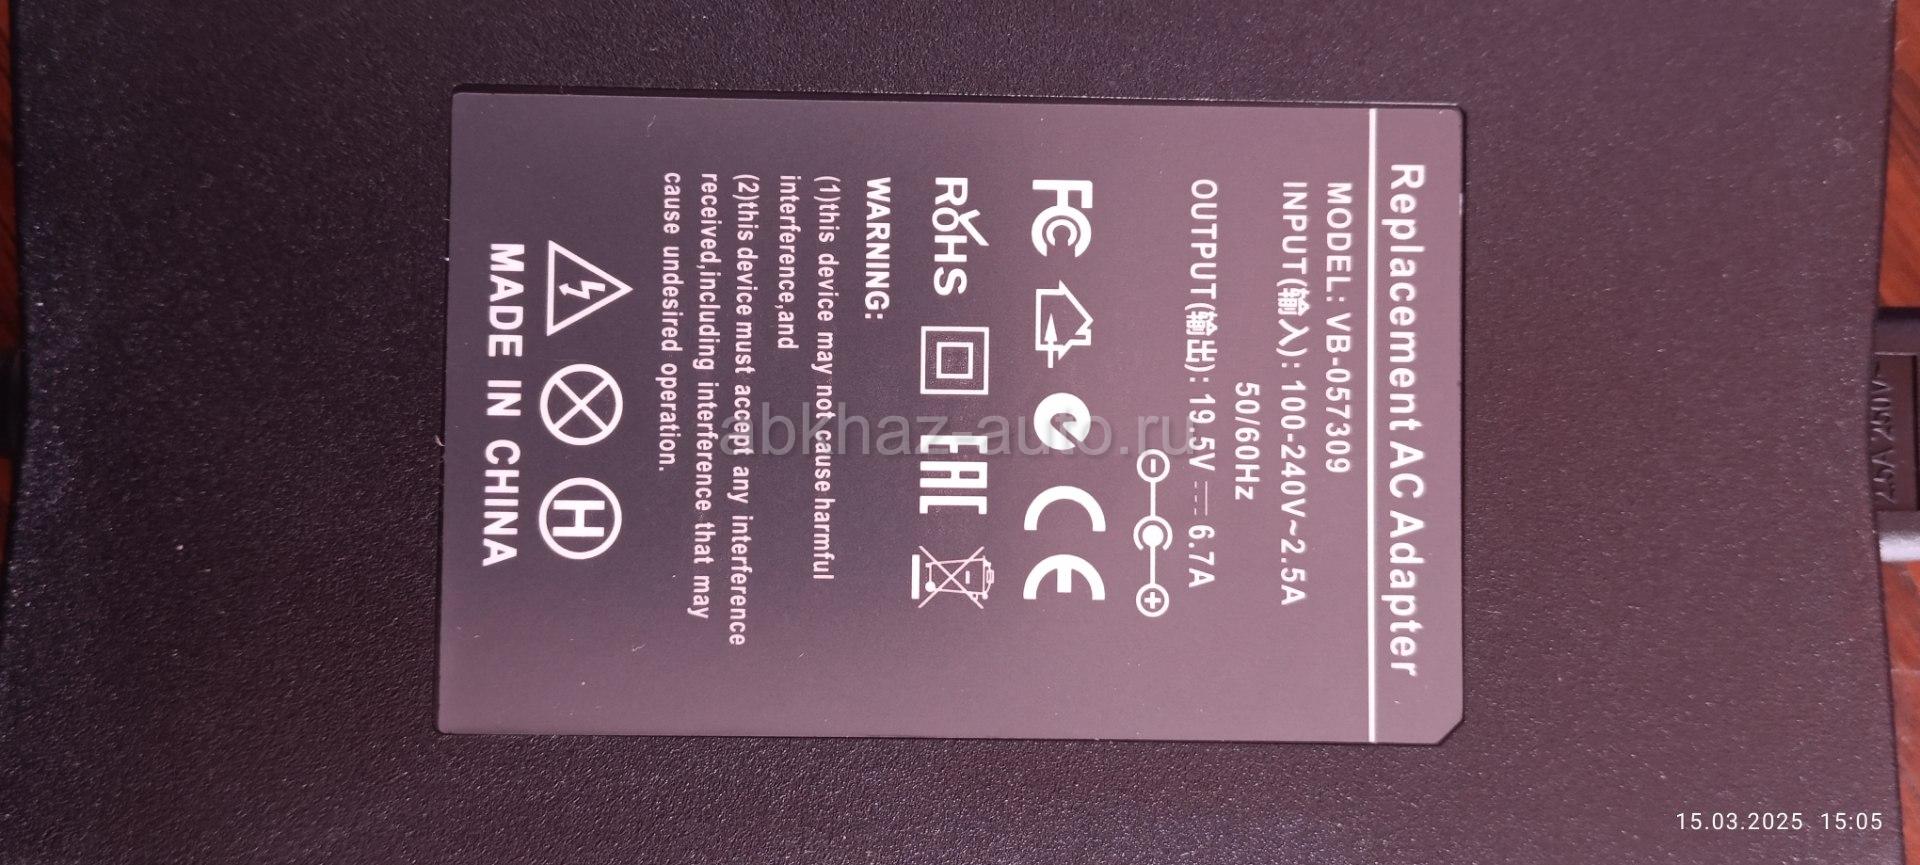 Replacement AC Adapter
MODEL: VB-057309
INPUT(输入): 100-240V~2.5A
50/60Hz
OUTPUT(输出): 19.5V ⎓ 6.7A
FC CE
RoHS EAC
WARNING:
(1)this device may not cause harmful
interference,and
(2)this device must accept any interference
received,including interference that may
cause undesired operation.
H
MADE IN CHINA
abkhaz-auto.ru
15.03.2025 15:05